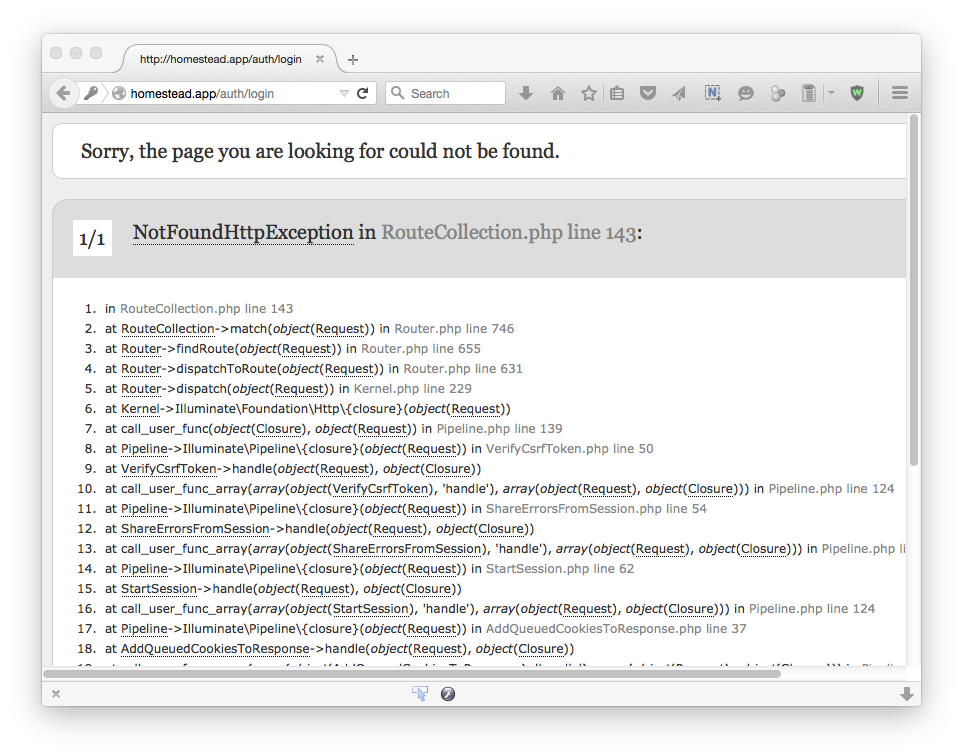 http://homestead.app/auth/login
homestead.app/auth/login
Search
Sorry, the page you are looking for could not be found.
1/1
NotFoundHttpException in RouteCollection.php line 143:
1. in RouteCollection.php line 143
2. at RouteCollection->match(object(Request)) in Router.php line 746
3. at Router->findRoute(object(Request)) in Router.php line 655
4. at Router->dispatchToRoute(object(Request)) in Router.php line 631
5. at Router->dispatch(object(Request)) in Kernel.php line 229
6. at Kernel->Illuminate\Foundation\Http\{closure}(object(Request))
7. at call_user_func(object(Closure), object(Request)) in Pipeline.php line 139
8. at Pipeline->Illuminate\Pipeline\{closure}(object(Request)) in VerifyCsrfToken.php line 50
9. at VerifyCsrfToken->handle(object(Request), object(Closure))
10. at call_user_func_array(array(object(VerifyCsrfToken), 'handle'), array(object(Request), object(Closure))) in Pipeline.php line 124
11. at Pipeline->Illuminate\Pipeline\{closure}(object(Request)) in ShareErrorsFromSession.php line 54
12. at ShareErrorsFromSession->handle(object(Request), object(Closure))
13. at call_user_func_array(array(object(ShareErrorsFromSession), 'handle'), array(object(Request), object(Closure))) in Pipeline.php li
14. at Pipeline->Illuminate\Pipeline\{closure}(object(Request)) in StartSession.php line 62
15. at StartSession->handle(object(Request), object(Closure))
16. at call_user_func_array(array(object(StartSession), 'handle'), array(object(Request), object(Closure))) in Pipeline.php line 124
17. at Pipeline->Illuminate\Pipeline\{closure}(object(Request)) in AddQueuedCookiesToResponse.php line 37
18. at AddQueuedCookiesToResponse->handle(object(Request), object(Closure))